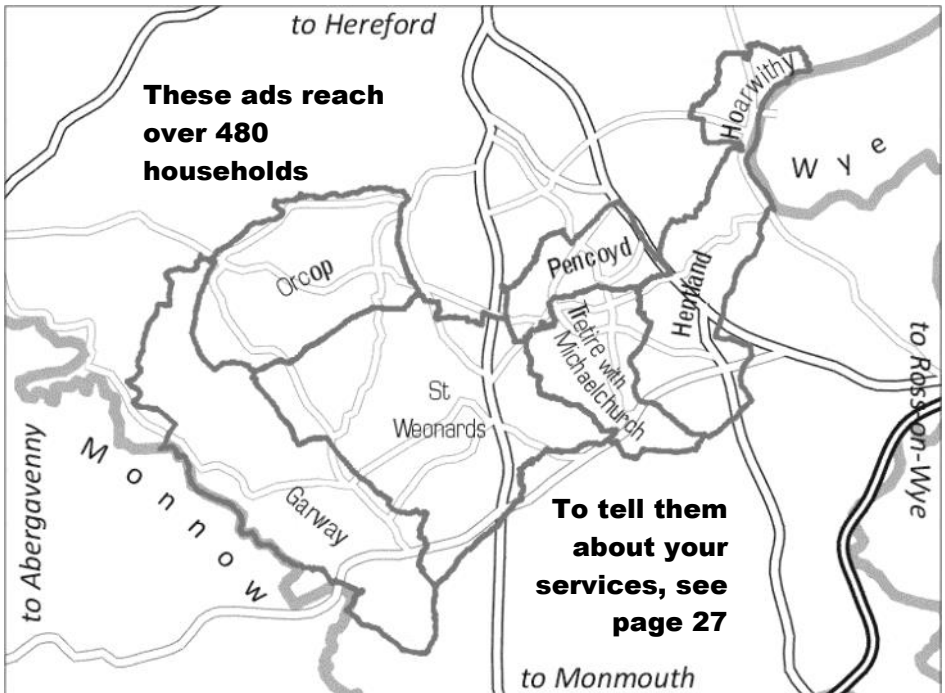 to Hereford
These ads reach
over 480
households
Hoarwithy
Wye
Orcop
Pencoyd
Hentland
Tretire with
Michaelchurch
St
Weonards
to Ross-on-Wye
Monnow
Garway
to Abergavenny
To tell them
about your
services, see
page 27
to Monmouth